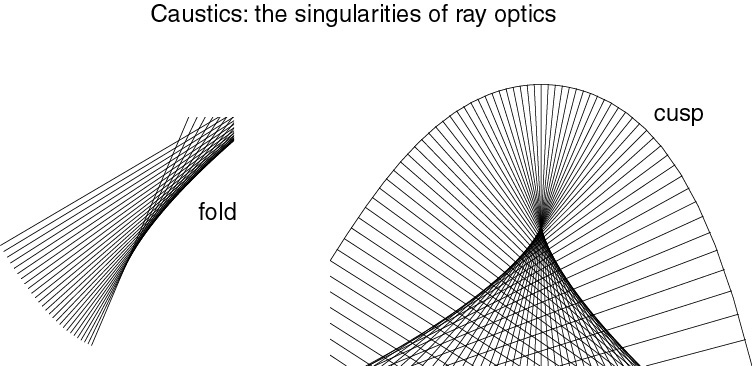 Caustics: the singularities of ray optics
cusp
fold